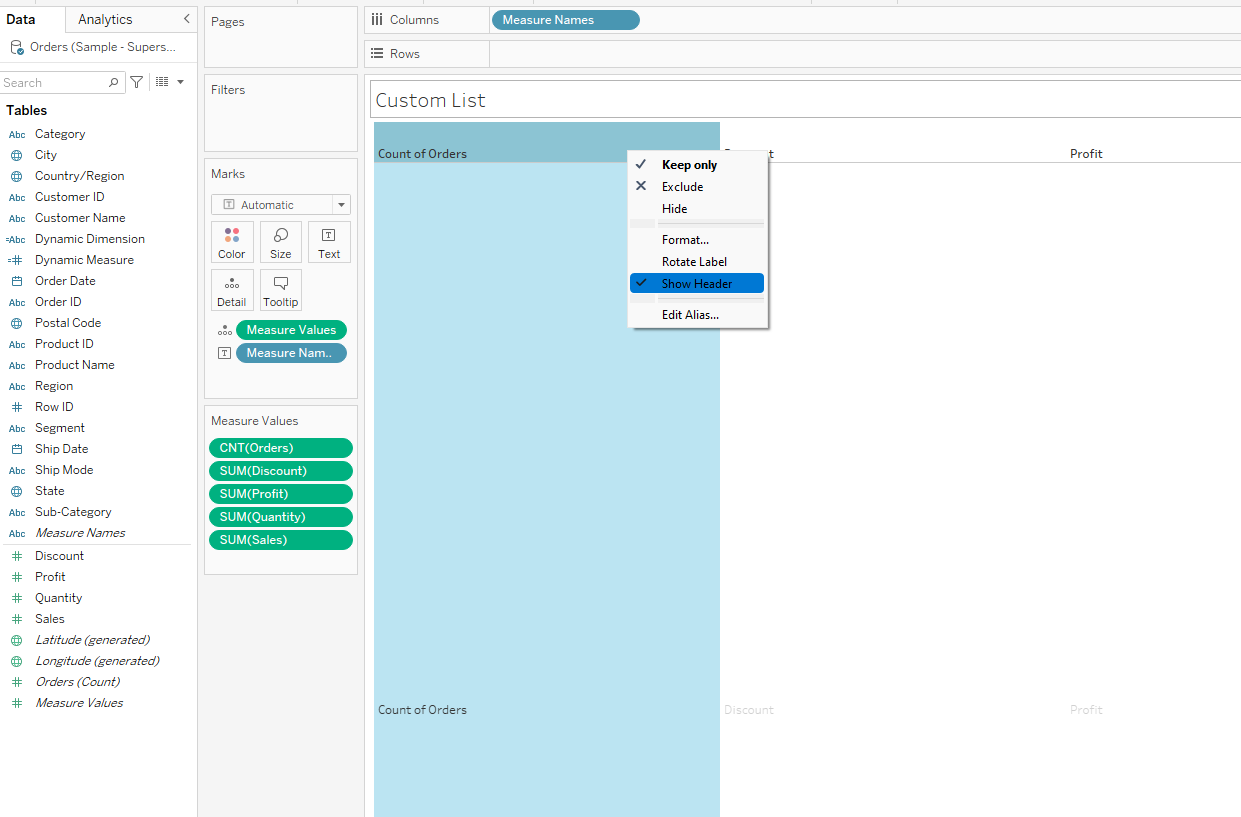 Data
Analytics
Orders (Sample - Supers...
Search
Tables
Abc Category
City
Country/Region
Abc Customer ID
Abc Customer Name
=Abc Dynamic Dimension
=# Dynamic Measure
Order Date
Abc Order ID
Postal Code
Abc Product ID
Abc Product Name
Abc Region
# Row ID
Abc Segment
Ship Date
Abc Ship Mode
State
Abc Sub-Category
Abc Measure Names
# Discount
# Profit
# Quantity
# Sales
Latitude (generated)
Longitude (generated)
# Orders (Count)
# Measure Values
Pages
Filters
Marks
T Automatic
Color
Size
T Text
Detail
Tooltip
Measure Values
T Measure Nam..
Measure Values
CNT(Orders)
SUM(Discount)
SUM(Profit)
SUM(Quantity)
SUM(Sales)
Columns
Measure Names
Rows
Custom List
Count of Orders
Profit
Keep only
Exclude
Hide
Format...
Rotate Label
Show Header
Edit Alias...
Count of Orders
Discount
Profit